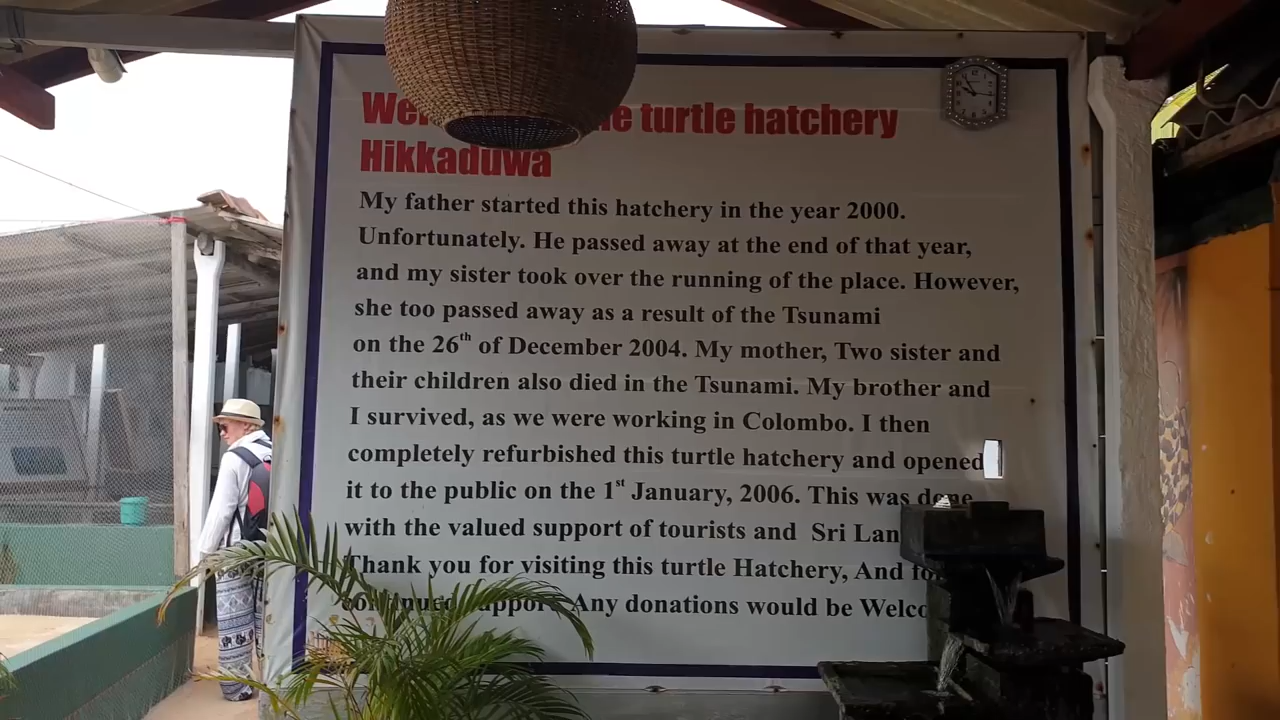 turtle hatchery
Hikkaduwa
My father started this hatchery in the year 2000.
Unfortunately. He passed away at the end of that year,
and my sister took over the running of the place. However,
she too passed away as a result of the Tsunami
on the 26th of December 2004. My mother, Two sister and
their children also died in the Tsunami. My brother and
I survived, as we were working in Colombo. I then
completely refurbished this turtle hatchery and opened
it to the public on the 1st January, 2006. This was done
with the valued support of tourists and Sri Lan
Thank you for visiting this turtle Hatchery, And
continued support Any donations would be